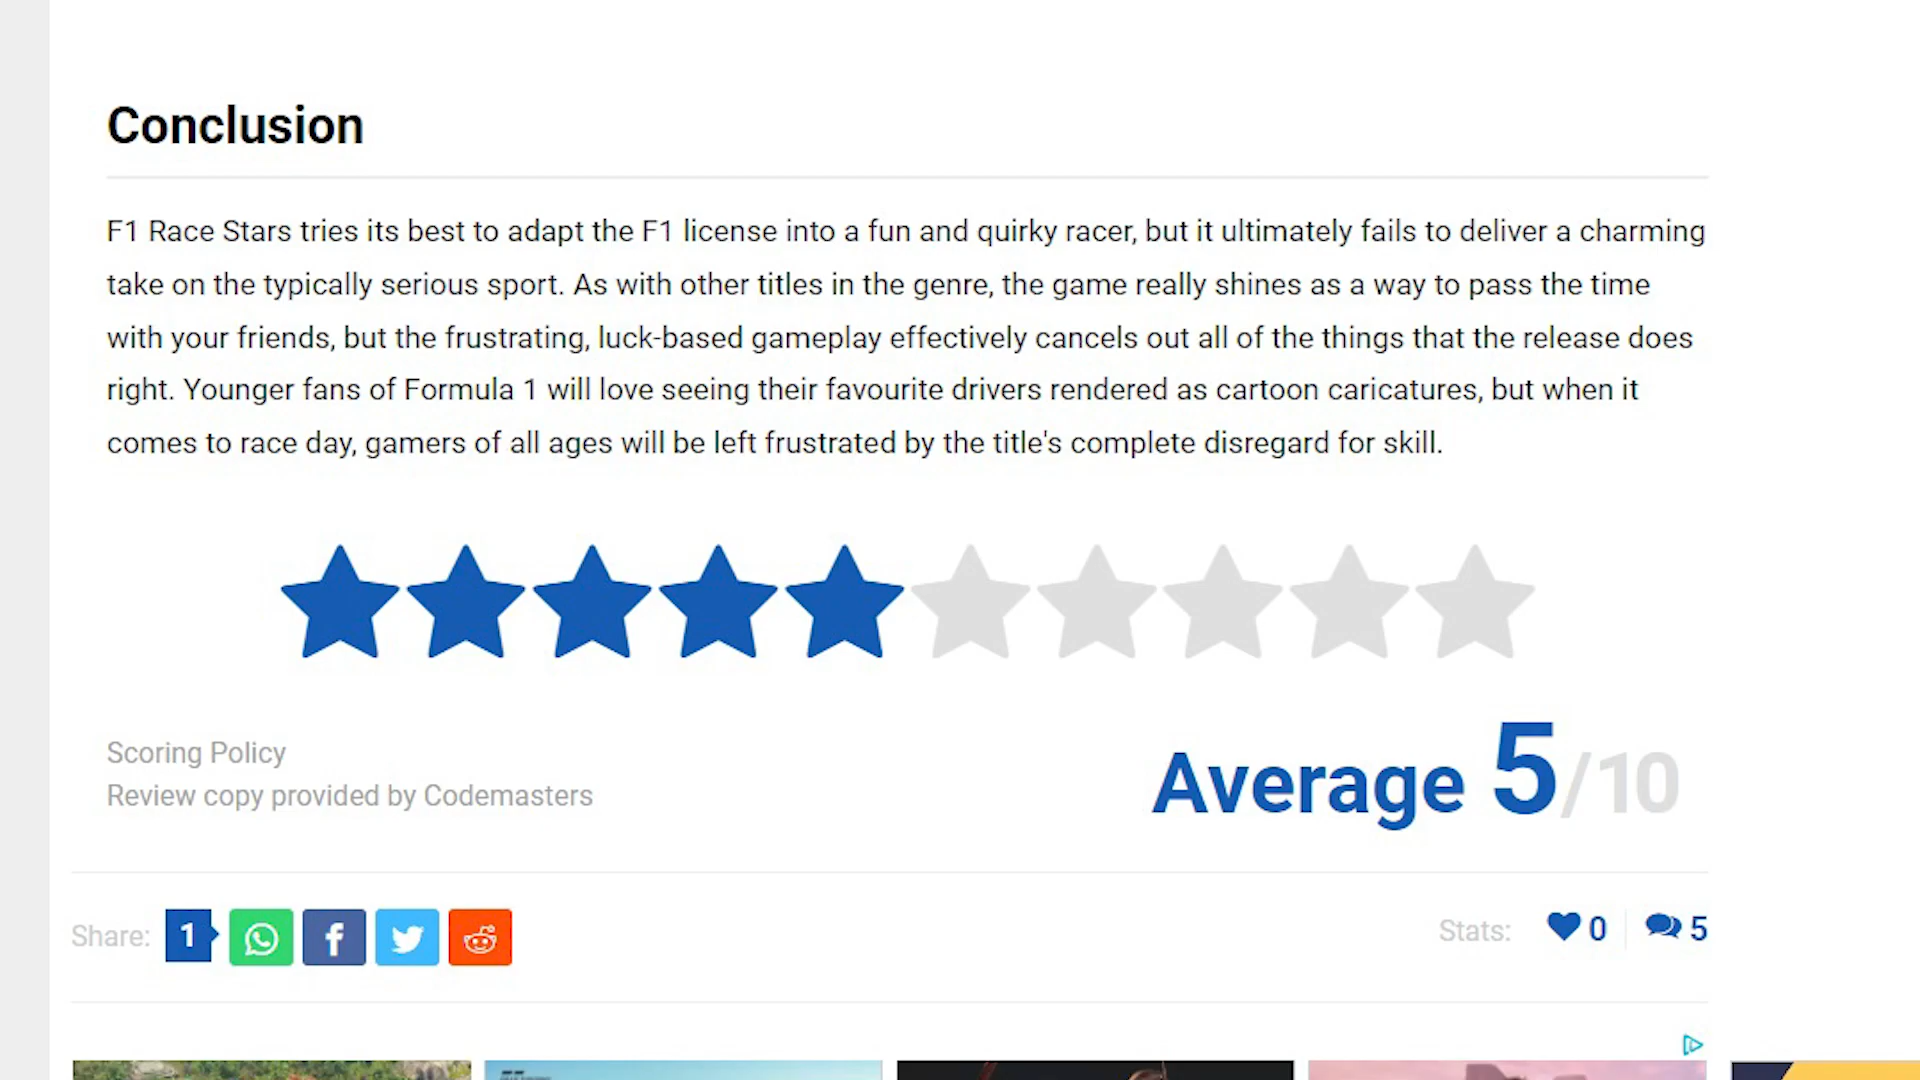 Conclusion
F1 Race Stars tries its best to adapt the F1 license into a fun and quirky racer, but it ultimately fails to deliver a charming
take on the typically serious sport. As with other titles in the genre, the game really shines as a way to pass the time
with your friends, but the frustrating, luck-based gameplay effectively cancels out all of the things that the release does
right. Younger fans of Formula 1 will love seeing their favourite drivers rendered as cartoon caricatures, but when it
comes to race day, gamers of all ages will be left frustrated by the title's complete disregard for skill.
Scoring Policy
Review copy provided by Codemasters
Average 5/10
Share: 1
Stats: 0 5